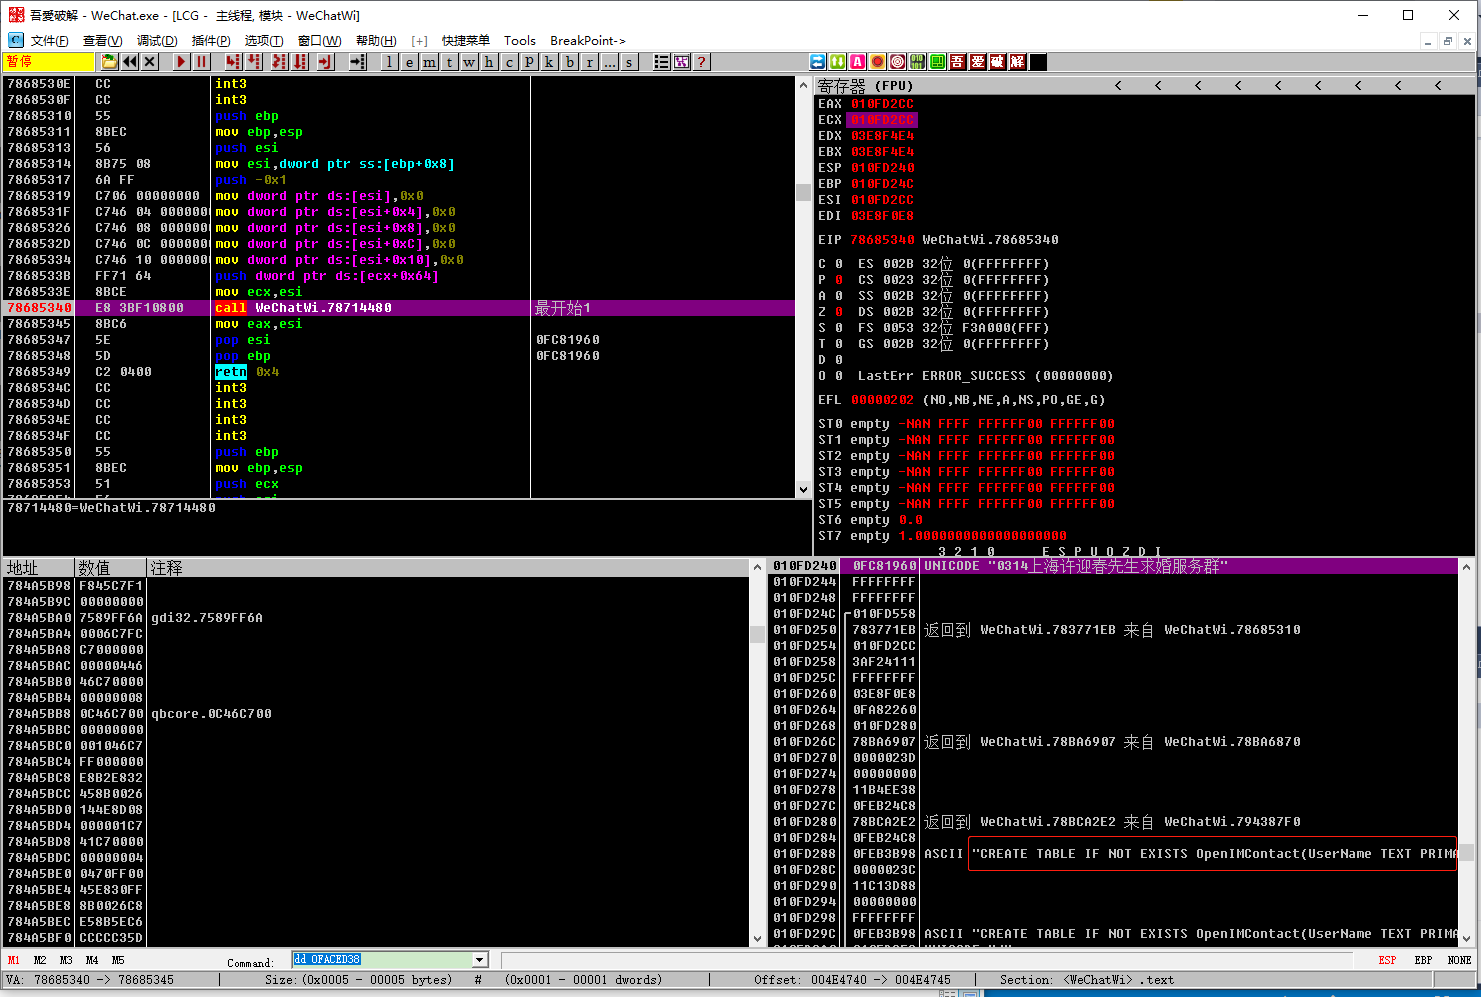 吾愛破解 - WeChat.exe - [LCG - 主线程, 模块 - WeChatWi]
文件(F) 查看(V) 调试(D) 插件(P) 选项(T) 窗口(W) 帮助(H) [+] 快捷菜单 Tools BreakPoint->
暂停 l e m t w h c p k b r ... s ? A 吾 爱 破 解
7868530E CC int3
7868530F CC int3
78685310 55 push ebp
78685311 8BEC mov ebp,esp
78685313 56 push esi
78685314 8B75 08 mov esi,dword ptr ss:[ebp+0x8]
78685317 6A FF push -0x1
78685319 C706 00000000 mov dword ptr ds:[esi],0x0
7868531F C746 04 0000000 mov dword ptr ds:[esi+0x4],0x0
78685326 C746 08 0000000 mov dword ptr ds:[esi+0x8],0x0
7868532D C746 0C 0000000 mov dword ptr ds:[esi+0xC],0x0
78685334 C746 10 0000000 mov dword ptr ds:[esi+0x10],0x0
7868533B FF71 64 push dword ptr ds:[ecx+0x64]
7868533E 8BCE mov ecx,esi
78685340 E8 3BF10800 call WeChatWi.78714480 最开始1
78685345 8BC6 mov eax,esi
78685347 5E pop esi 0FC81960
78685348 5D pop ebp 0FC81960
78685349 C2 0400 retn 0x4
7868534C CC int3
7868534D CC int3
7868534E CC int3
7868534F CC int3
78685350 55 push ebp
78685351 8BEC mov ebp,esp
78685353 51 push ecx
78714480=WeChatWi.78714480
寄存器 (FPU) < < < < < < < < <
EAX 010FD2CC
ECX 010FD2CC
EDX 03E8F4E4
EBX 03E8F4E4
ESP 010FD240
EBP 010FD24C
ESI 010FD2CC
EDI 03E8F0E8
EIP 78685340 WeChatWi.78685340
C 0 ES 002B 32位 0(FFFFFFFF)
P 0 CS 0023 32位 0(FFFFFFFF)
A 0 SS 002B 32位 0(FFFFFFFF)
Z 0 DS 002B 32位 0(FFFFFFFF)
S 0 FS 0053 32位 F3A000(FFF)
T 0 GS 002B 32位 0(FFFFFFFF)
D 0
O 0 LastErr ERROR_SUCCESS (00000000)
EFL 00000202 (NO,NB,NE,A,NS,PO,GE,G)
ST0 empty -NAN FFFF FFFFFF00 FFFFFF00
ST1 empty -NAN FFFF FFFFFF00 FFFFFF00
ST2 empty -NAN FFFF FFFFFF00 FFFFFF00
ST3 empty -NAN FFFF FFFFFF00 FFFFFF00
ST4 empty -NAN FFFF FFFFFF00 FFFFFF00
ST5 empty -NAN FFFF FFFFFF00 FFFFFF00
ST6 empty 0.0
ST7 empty 1.0000000000000000000
3 2 1 0 E S P U O Z D I
地址 数值 注释
784A5B98 F845C7F1
784A5B9C 00000000
784A5BA0 7589FF6A gdi32.7589FF6A
784A5BA4 0006C7FC
784A5BA8 C7000000
784A5BAC 00000446
784A5BB0 46C70000
784A5BB4 00000008
784A5BB8 0C46C700 qbcore.0C46C700
784A5BBC 00000000
784A5BC0 001046C7
784A5BC4 FF000000
784A5BC8 E8B2E832
784A5BCC 458B0026
784A5BD0 144E8D08
784A5BD4 000001C7
784A5BD8 41C70000
784A5BDC 00000004
784A5BE0 0470FF00
784A5BE4 45E830FF
784A5BE8 8B0026C8
784A5BEC E58B5EC6
784A5BF0 CCCCC35D
010FD240 0FC81960 UNICODE "0314上海许迎春先生求婚服务群"
010FD244 FFFFFFFF
010FD248 FFFFFFFF
010FD24C 010FD558
010FD250 783771EB 返回到 WeChatWi.783771EB 来自 WeChatWi.78685310
010FD254 010FD2CC
010FD258 3AF24111
010FD25C FFFFFFFF
010FD260 03E8F0E8
010FD264 0FA82260
010FD268 010FD280
010FD26C 78BA6907 返回到 WeChatWi.78BA6907 来自 WeChatWi.78BA6870
010FD270 0000023D
010FD274 00000000
010FD278 11B4EE38
010FD27C 0FEB24C8
010FD280 78BCA2E2 返回到 WeChatWi.78BCA2E2 来自 WeChatWi.794387F0
010FD284 0FEB24C8
010FD288 0FEB3B98 ASCII "CREATE TABLE IF NOT EXISTS OpenIMContact(UserName TEXT PRIMA
010FD28C 0000023C
010FD290 11C13D88
010FD294 00000000
010FD298 FFFFFFFF
010FD29C 0FEB3B98 ASCII "CREATE TABLE IF NOT EXISTS OpenIMContact(UserName TEXT PRIMA
M1 M2 M3 M4 M5 Command: dd 0FACED38 ESP EBP NONE
VA: 78685340 -> 78685345 Size:(0x0005 - 00005 bytes) # (0x0001 - 00001 dwords) Offset: 004E4740 -> 004E4745 Section: <WeChatWi> .text